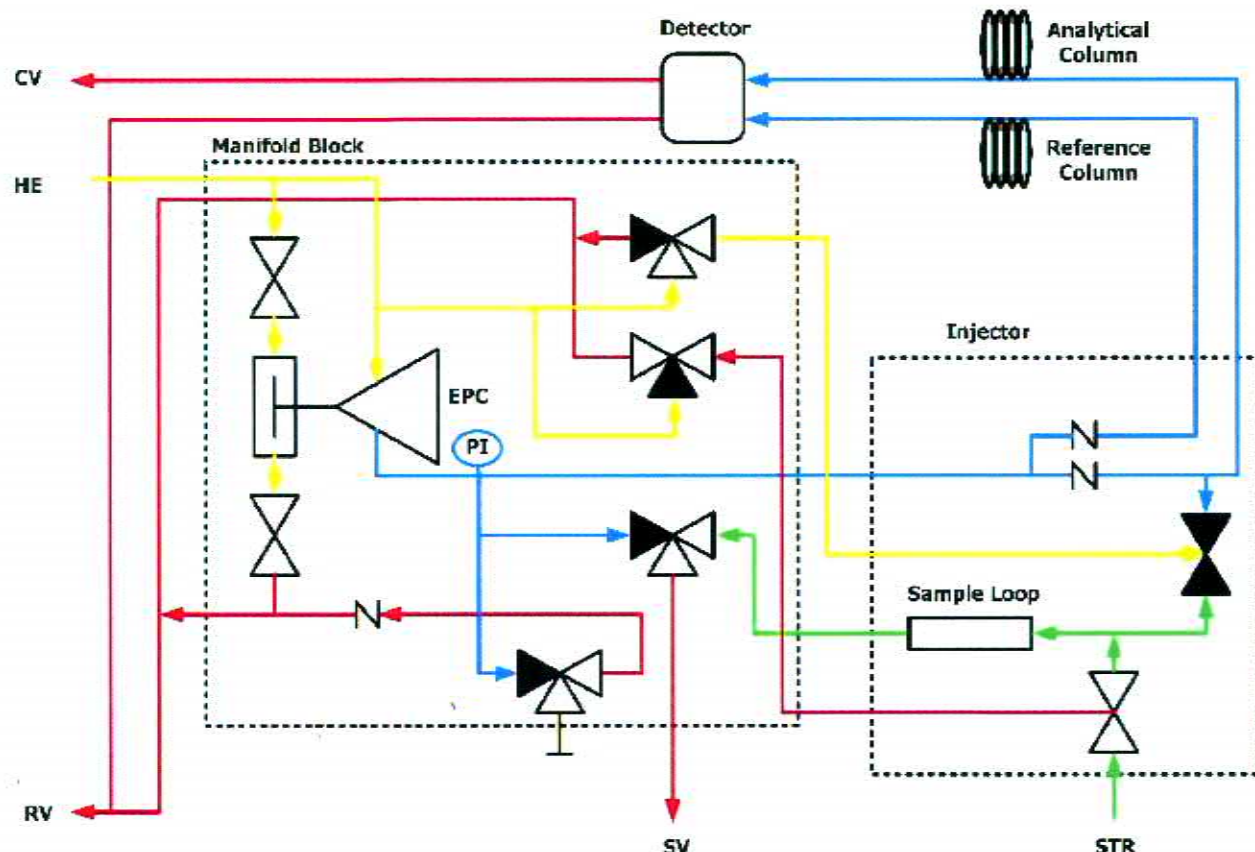 Detector
Analytical
Column
CV
Manifold Block
Reference
Column
HE
Injector
EPC
PI
Sample Loop
RV
SV
STR